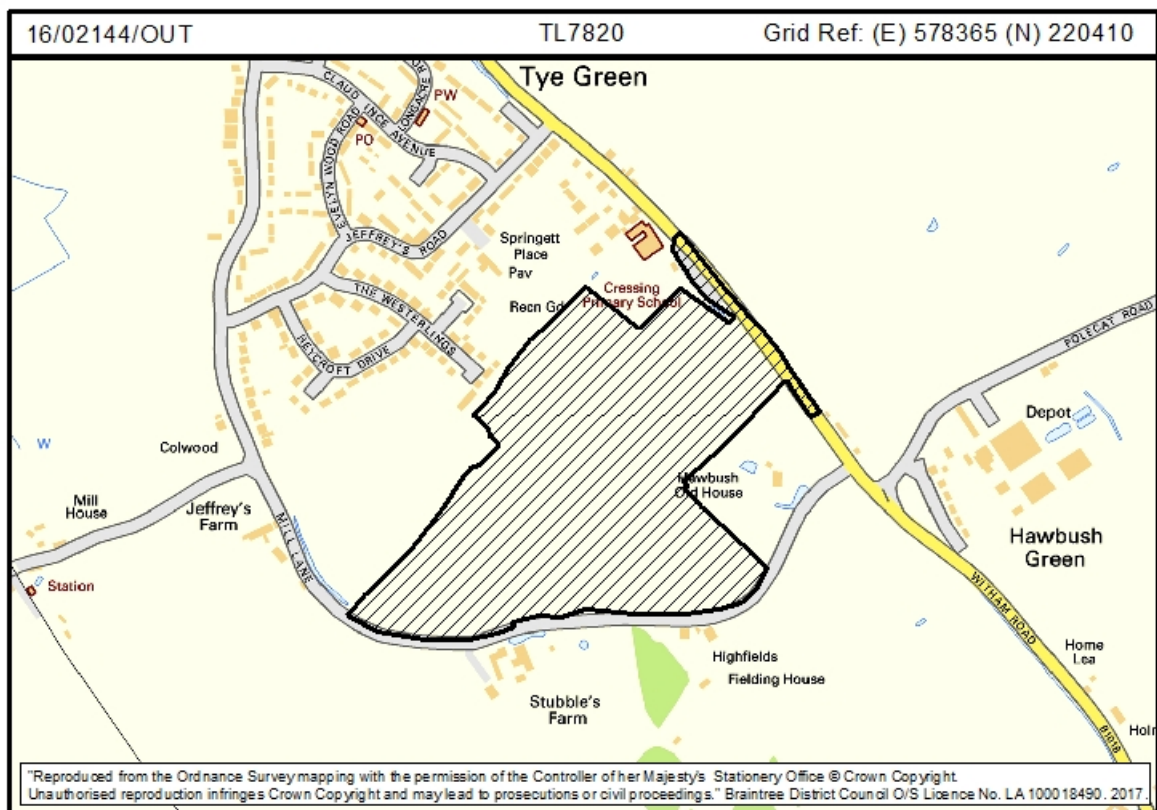 16/02144/OUT TL7820 Grid Ref: (E) 578365 (N) 220410
Tye Green
CLAUD INCE AVENUE
PW
PO
EVELYN WOOD ROAD
JEFFREY'S ROAD
Springett
Place
Pav
Recn Gd
Cressing
Primary School
THE WESTERLINGS
HEYCROFT DRIVE
POLECAT ROAD
Depot
W
Colwood
Mill
House
Jeffrey's
Farm
MILL LANE
Hawbush
Old House
Hawbush
Green
Station
WITHAM ROAD
Highfields
Fielding House
Home
Lea
Stubble's
Farm
B1018
"Reproduced from the Ordnance Survey mapping with the permission of the Controller of her Majesty's Stationery Office © Crown Copyright.
Unauthorised reproduction infringes Crown Copyright and may lead to prosecutions or civil proceedings." Braintree District Council O/S Licence No. LA 100018490. 2017.